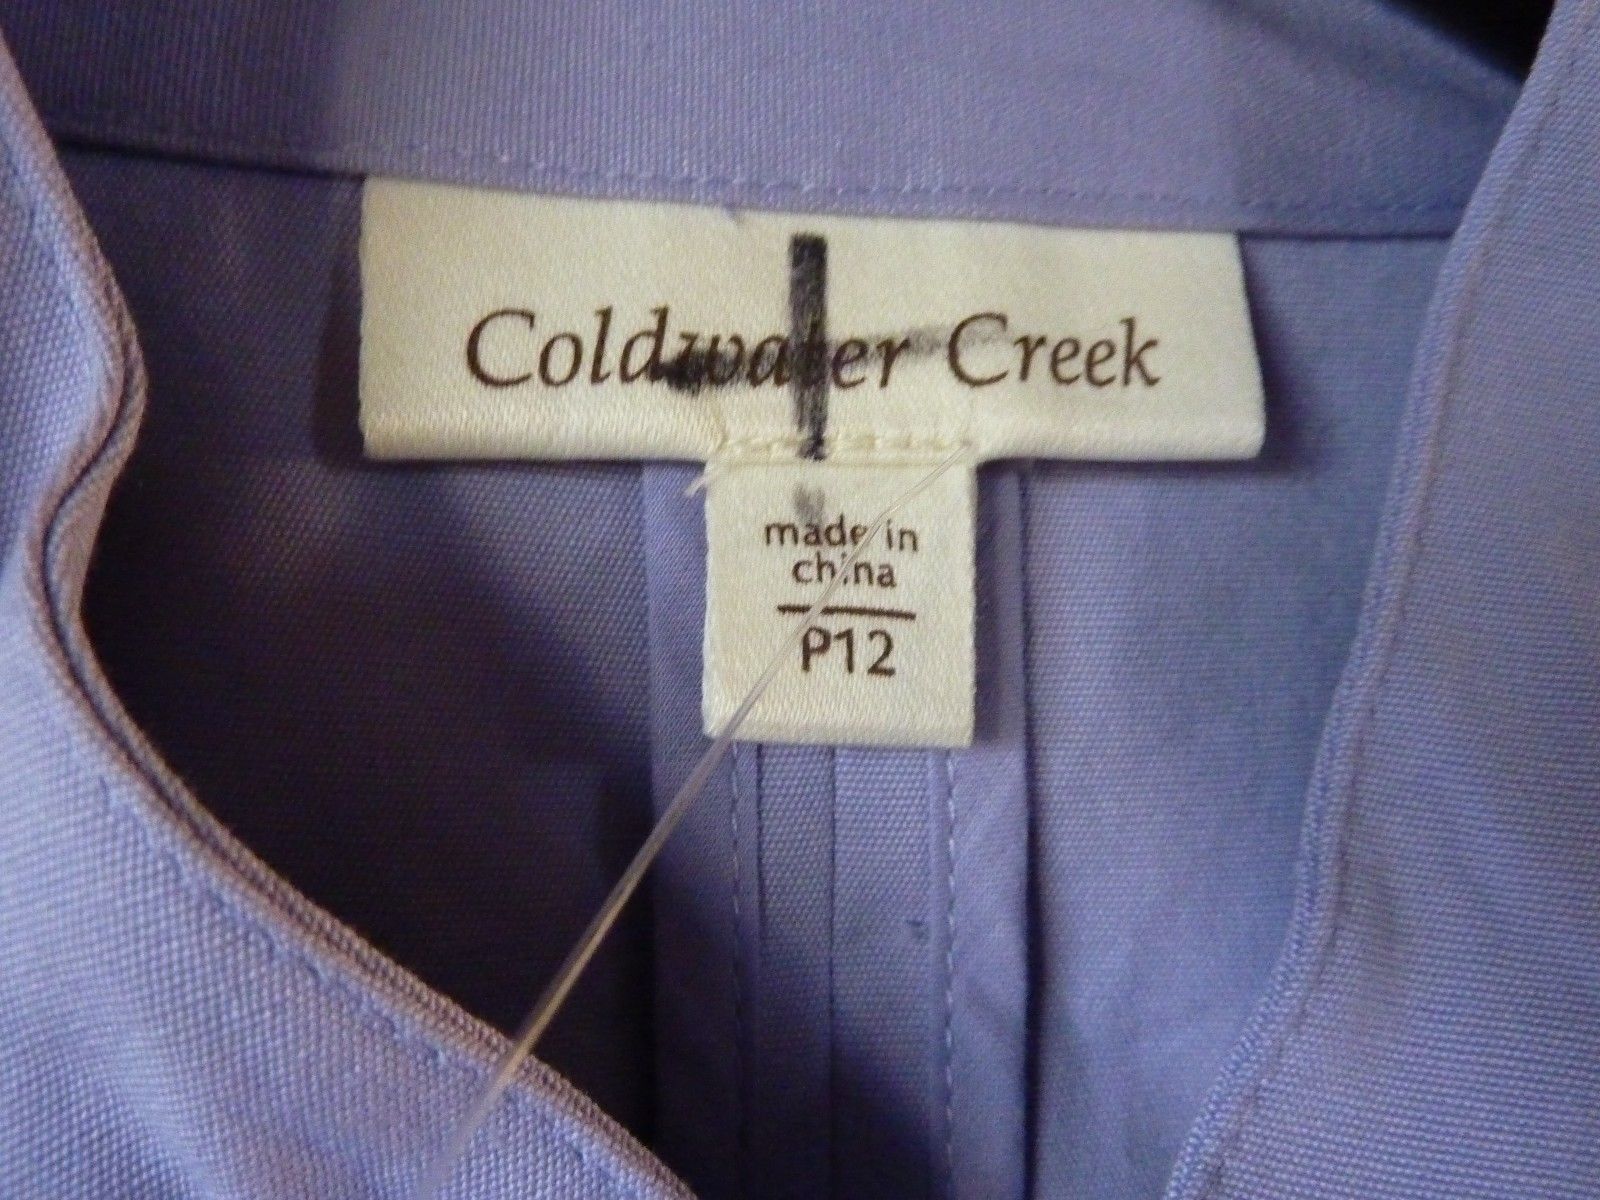 Coldwater Creek
made in
china
P12